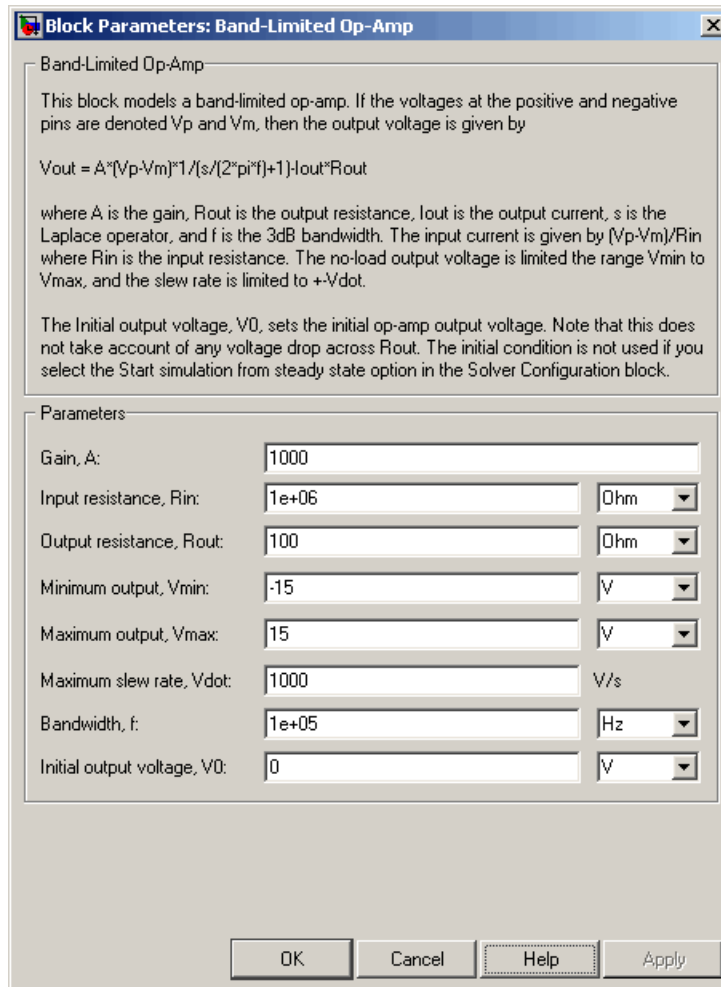 Block Parameters: Band-Limited Op-Amp
Band-Limited Op-Amp
This block models a band-limited op-amp. If the voltages at the positive and negative
pins are denoted Vp and Vm, then the output voltage is given by
Vout = A*(Vp-Vm)*1/(s/(2*pi*f)+1)-Iout*Rout
where A is the gain, Rout is the output resistance, Iout is the output current, s is the
Laplace operator, and f is the 3dB bandwidth. The input current is given by (Vp-Vm)/Rin
where Rin is the input resistance. The no-load output voltage is limited the range Vmin to
Vmax, and the slew rate is limited to +-Vdot.
The Initial output voltage, V0, sets the initial op-amp output voltage. Note that this does
not take account of any voltage drop across Rout. The initial condition is not used if you
select the Start simulation from steady state option in the Solver Configuration block.
Parameters
Gain, A: 1000
Input resistance, Rin: 1e+06 Ohm
Output resistance, Rout: 100 Ohm
Minimum output, Vmin: -15 V
Maximum output, Vmax: 15 V
Maximum slew rate, Vdot: 1000 V/s
Bandwidth, f: 1e+05 Hz
Initial output voltage, V0: 0 V
OK Cancel Help Apply